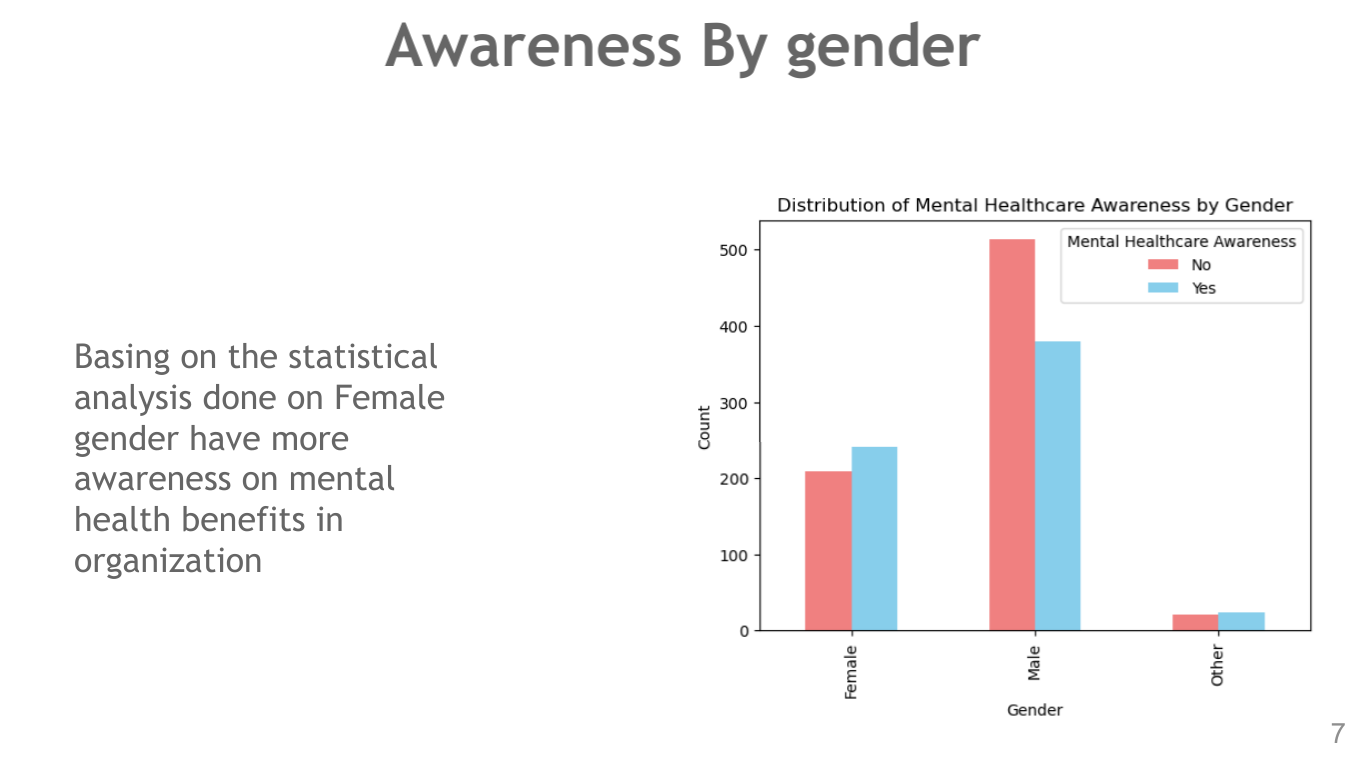 Awareness By gender
Basing on the statistical
analysis done on Female
gender have more
awareness on mental
health benefits in
organization
Distribution of Mental Healthcare Awareness by Gender
Mental Healthcare Awareness
No
Yes
500
400
300
200
100
0
Count
Female
Male
Other
Gender
7